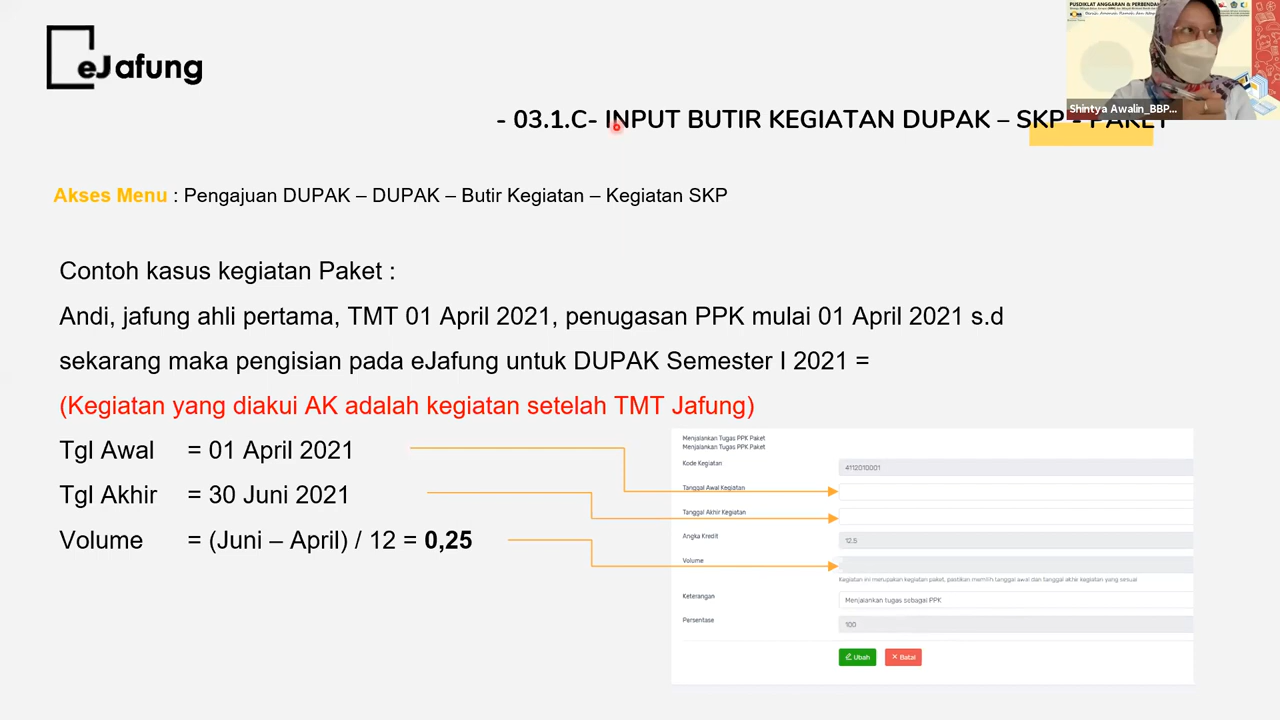 eJafung
PUSDIKLAT ANGGARAN & PERBENDA
Shintya Awalin_BBP...
- 03.1.C- INPUT BUTIR KEGIATAN DUPAK – SKP - PAKET
Akses Menu : Pengajuan DUPAK – DUPAK – Butir Kegiatan – Kegiatan SKP
Contoh kasus kegiatan Paket :
Andi, jafung ahli pertama, TMT 01 April 2021, penugasan PPK mulai 01 April 2021 s.d
sekarang maka pengisian pada eJafung untuk DUPAK Semester I 2021 =
(Kegiatan yang diakui AK adalah kegiatan setelah TMT Jafung)
Tgl Awal = 01 April 2021
Tgl Akhir = 30 Juni 2021
Volume = (Juni – April) / 12 = 0,25
Menjalankan Tugas PPK Paket
Menjalankan Tugas PPK Paket
Kode Kegiatan 4112010001
Tanggal Awal Kegiatan
Tanggal Akhir Kegiatan
Angka Kredit 12.5
Volume
Kegiatan ini merupakan kegiatan paket, pastikan memilih tanggal awal dan tanggal akhir kegiatan yang sesuai
Keterangan Menjalankan tugas sebagai PPK
Persentase 100
Ubah Batal